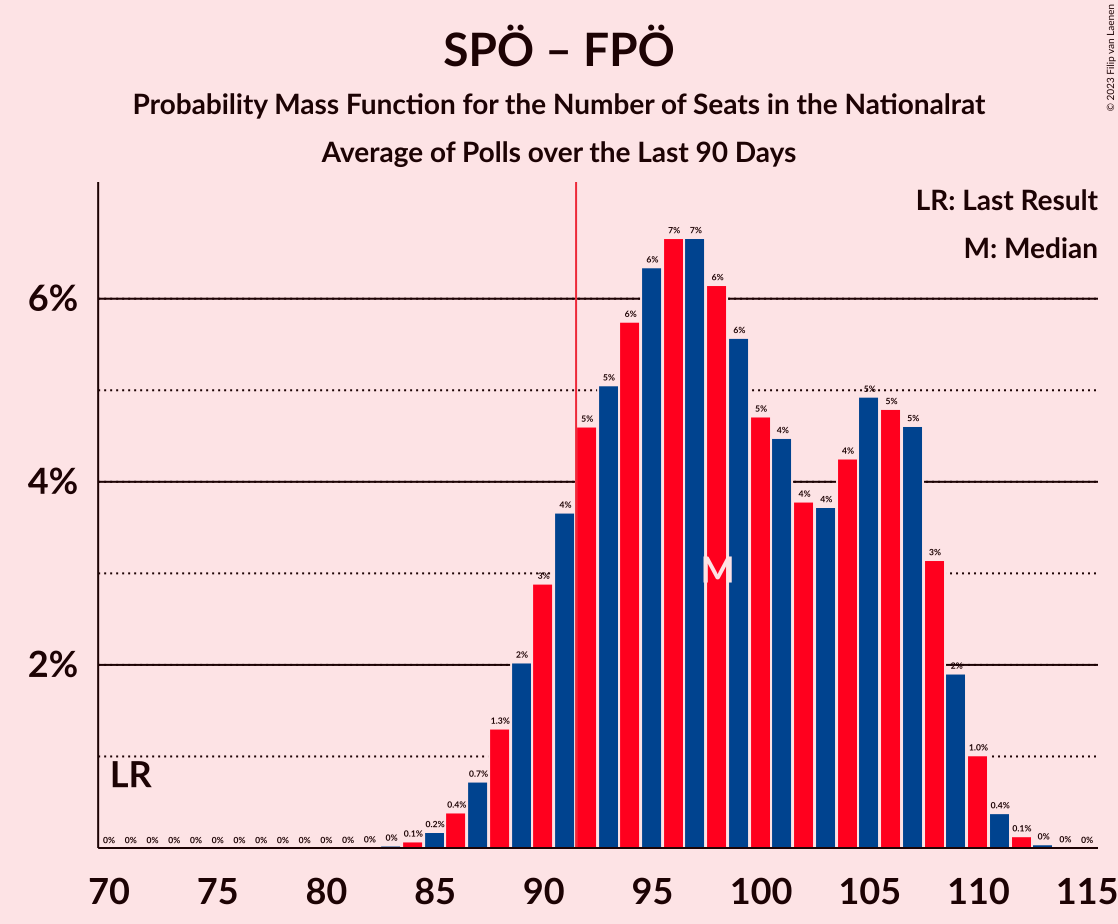 SPÖ – FPÖ
Probability Mass Function for the Number of Seats in the Nationalrat
Average of Polls over the Last 90 Days
© 2023 Filip van Laenen
LR: Last Result
M: Median
6%
4%
2%
0% 0% 0% 0% 0% 0% 0% 0% 0% 0% 0% 0% 0% 0% 0.1% 0.2% 0.4% 0.7% 1.3% 2% 3% 4% 5% 5% 6% 6% 7% 7% 6% 6% 5% 4% 4% 4% 4% 5% 5% 5% 3% 2% 1.0% 0.4% 0.1% 0% 0% 0%
M
LR
70 75 80 85 90 95 100 105 110 115